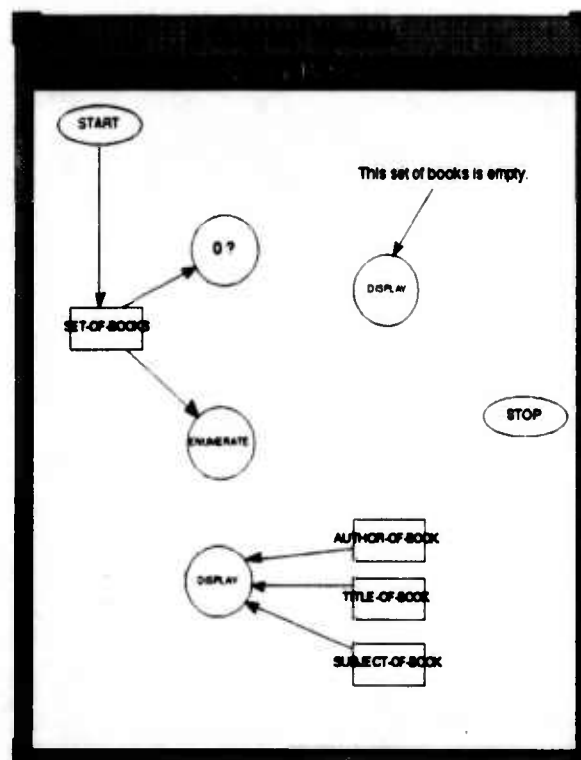 START
This set of books is empty.
0 ?
DISPLAY
SET-OF-BOOKS
STOP
ENUMERATE
AUTHOR-OF-BOOK
DISPLAY
TITLE-OF-BOOK
SUBJECT-OF-BOOK